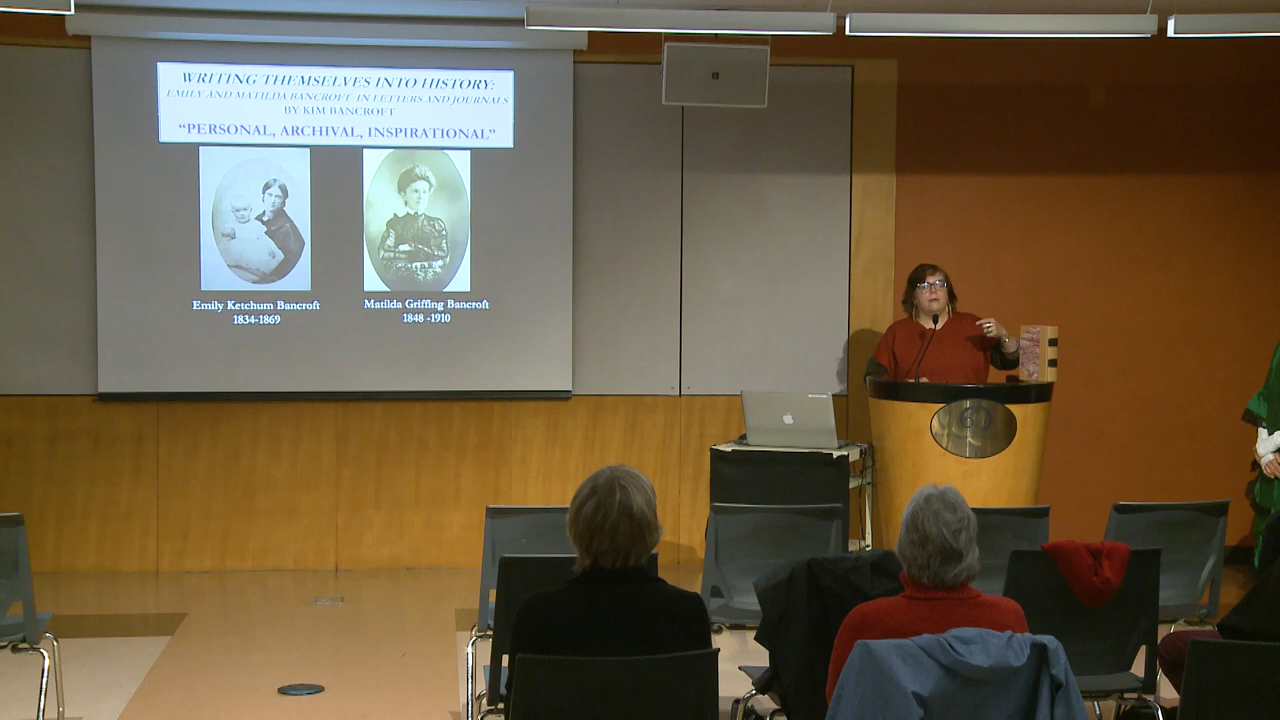 WRITING THEMSELVES INTO HISTORY:
EMILY AND MATILDA BANCROFT IN LETTERS AND JOURNALS
BY KIM BANCROFT
"PERSONAL, ARCHIVAL, INSPIRATIONAL"
Emily Ketchum Bancroft
1834-1869
Matilda Griffing Bancroft
1848 -1910